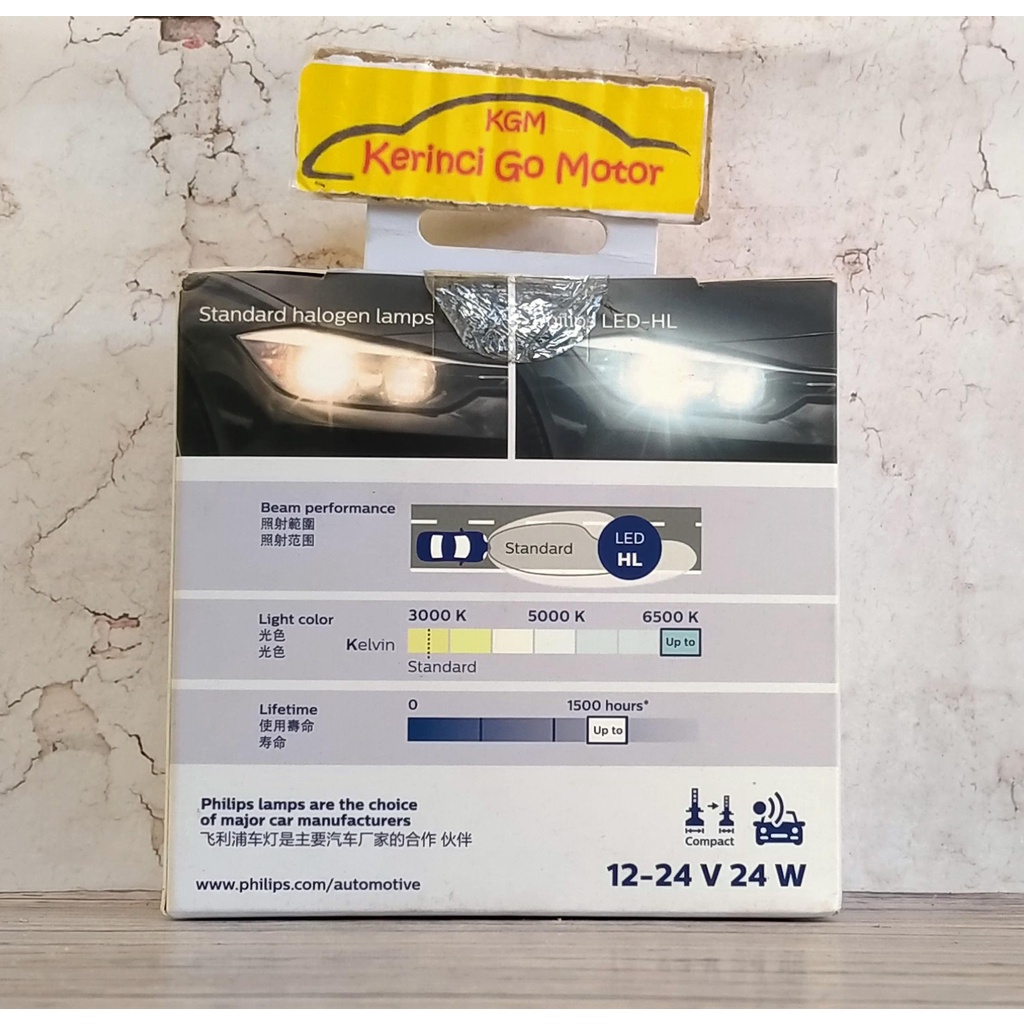 KGM
Kerinci Go Motor
Standard halogen lamps
Philips LED-HL
Beam performance
照射範圍
照射范围
Standard
LED
HL
Light color
光色
光色
Kelvin
3000 K 5000 K 6500 K
Up to
Standard
Lifetime
使用壽命
寿命
0 1500 hours*
Up to
Philips lamps are the choice
of major car manufacturers
飞利浦车灯是主要汽车厂家的合作 伙伴
Compact
www.philips.com/automotive
12-24 V 24 W